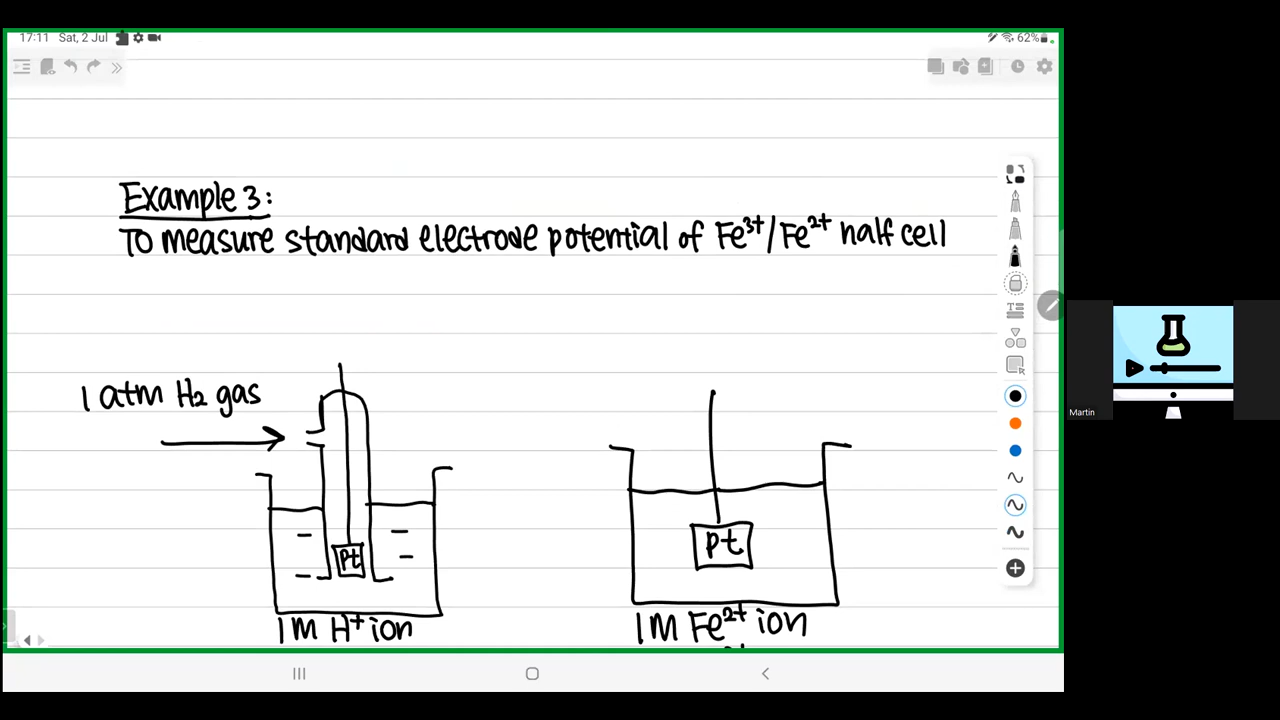 17:11 Sat, 2 Jul
62%
Example 3:
To measure standard electrode potential of Fe³⁺/Fe²⁺ half cell
1 atm H₂ gas
Pt
pt
1M H⁺ ion
1M Fe²⁺ ion
Martin